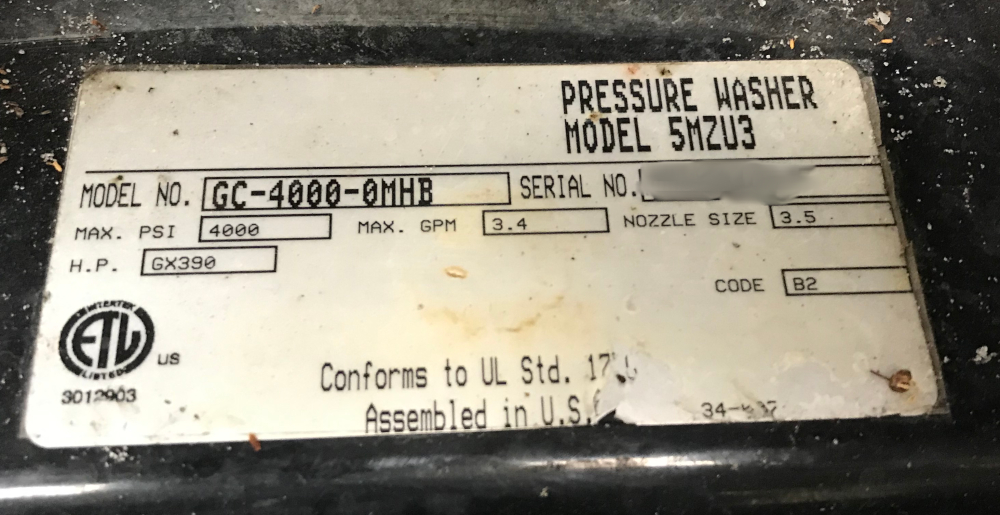 PRESSURE WASHER
MODEL 5MZU3
MODEL NO. GC-4000-0MHB SERIAL NO.
MAX. PSI 4000 MAX. GPM 3.4 NOZZLE SIZE 3.5
H.P. GX390
CODE B2
INTERTEK
ETL US
LISTED
3012903
Conforms to UL Std.
Assembled in U.S.